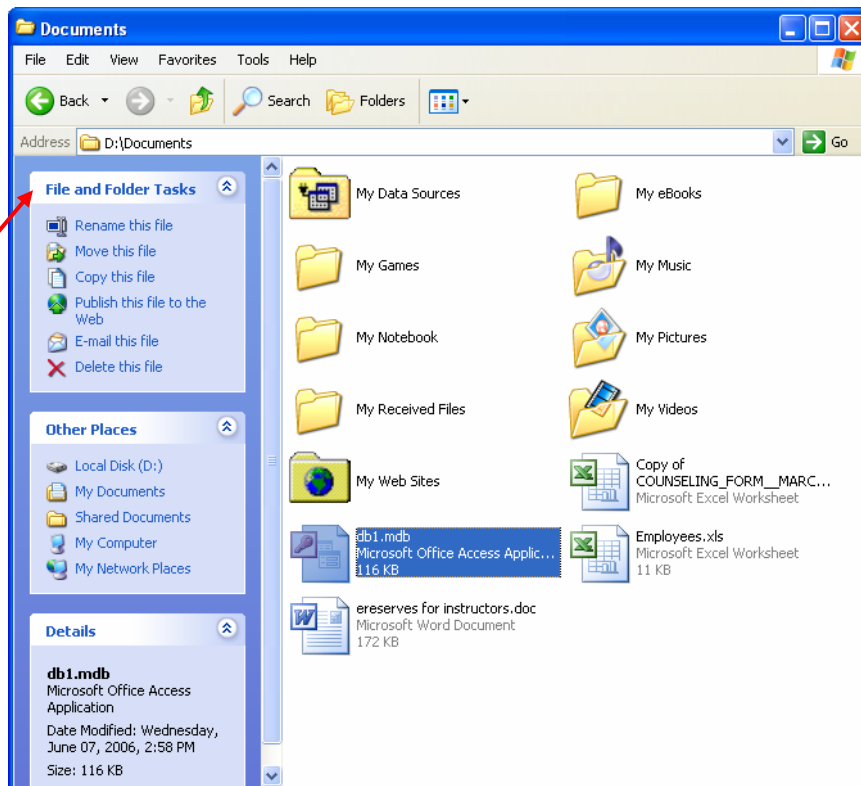 Documents
File Edit View Favorites Tools Help
Back Search Folders
Address D:\Documents Go
File and Folder Tasks
Rename this file
Move this file
Copy this file
Publish this file to the
Web
E-mail this file
Delete this file
Other Places
Local Disk (D:)
My Documents
Shared Documents
My Computer
My Network Places
Details
db1.mdb
Microsoft Office Access
Application
Date Modified: Wednesday,
June 07, 2006, 2:58 PM
Size: 116 KB
My Data Sources
My eBooks
My Games
My Music
My Notebook
My Pictures
My Received Files
My Videos
My Web Sites
Copy of
COUNSELING_FORM__MARC...
Microsoft Excel Worksheet
db1.mdb
Microsoft Office Access Applic...
116 KB
Employees.xls
Microsoft Excel Worksheet
11 KB
ereserves for instructors.doc
Microsoft Word Document
172 KB